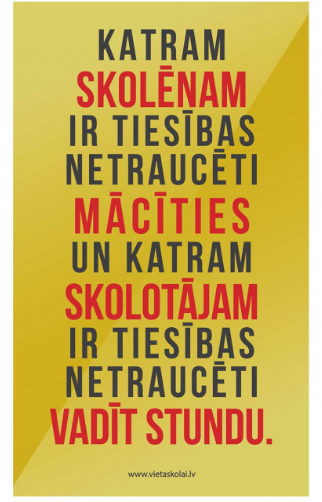 KATRAM
SKOLĒNAM
IR TIESĪBAS
NETRAUCĒTI
MĀCĪTIES
UN KATRAM
SKOLOTĀJAM
IR TIESĪBAS
NETRAUCĒTI
VADĪT STUNDU.
www.vietaskolai.lv